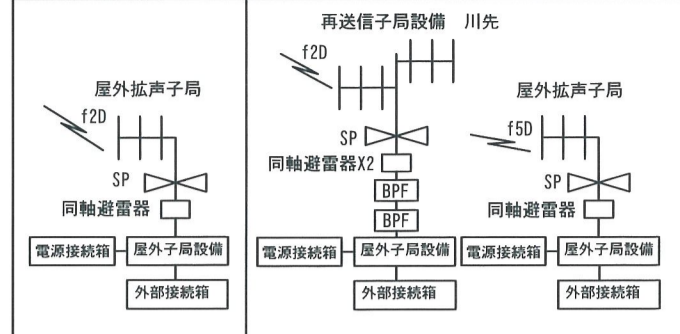 屋外拡声子局
f2D
SP
同軸避雷器
電源接続箱
屋外子局設備
外部接続箱
再送信子局設備 川先
f2D
SP
同軸避雷器X2
BPF
BPF
電源接続箱
屋外子局設備
外部接続箱
屋外拡声子局
f5D
SP
同軸避雷器
電源接続箱
屋外子局設備
外部接続箱